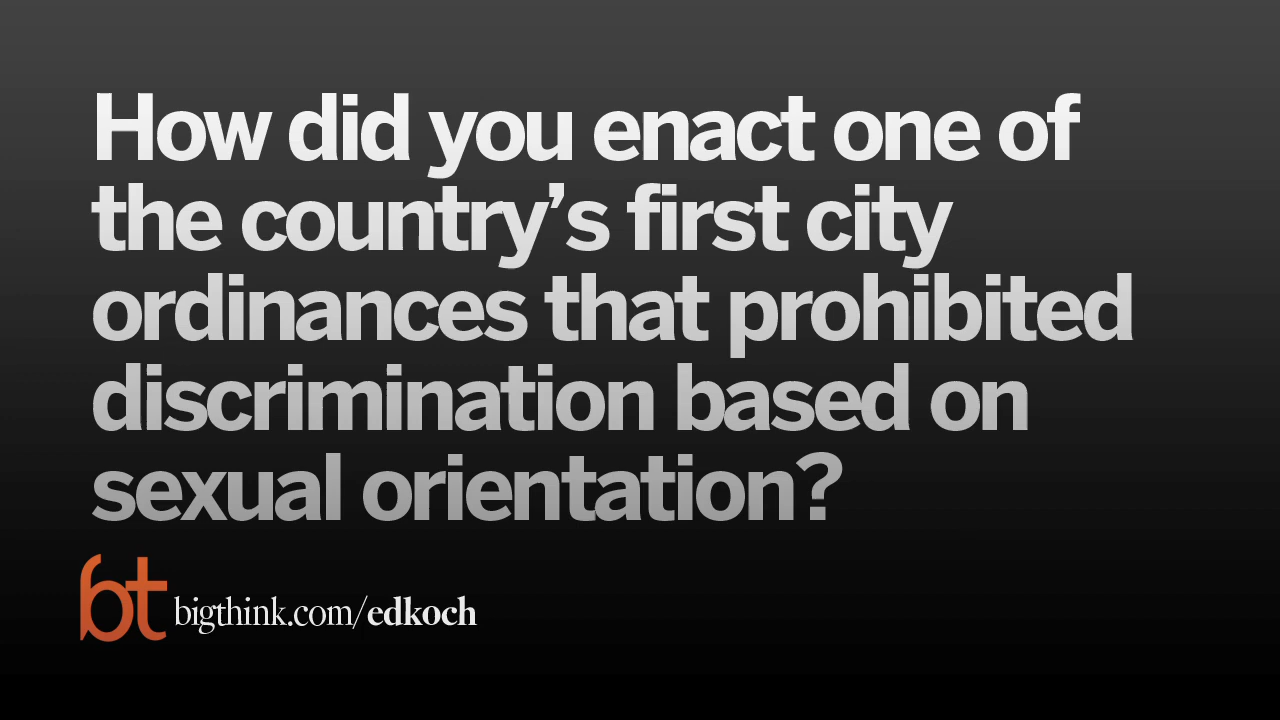 How did you enact one of
the country’s first city
ordinances that prohibited
discrimination based on
sexual orientation?
bt bigthink.com/edkoch